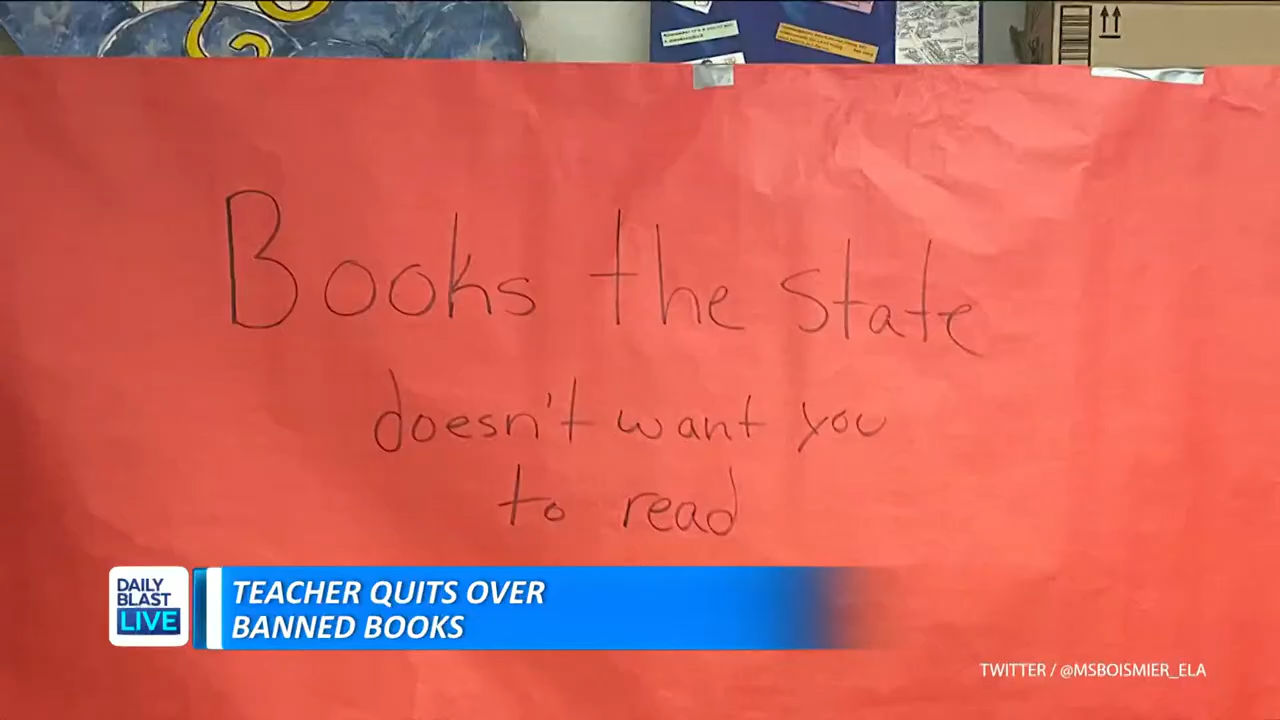 Books the State
doesn't want you
to read
DAILY
BLAST
LIVE
TEACHER QUITS OVER
BANNED BOOKS
TWITTER / @MSBOISMIER_ELA